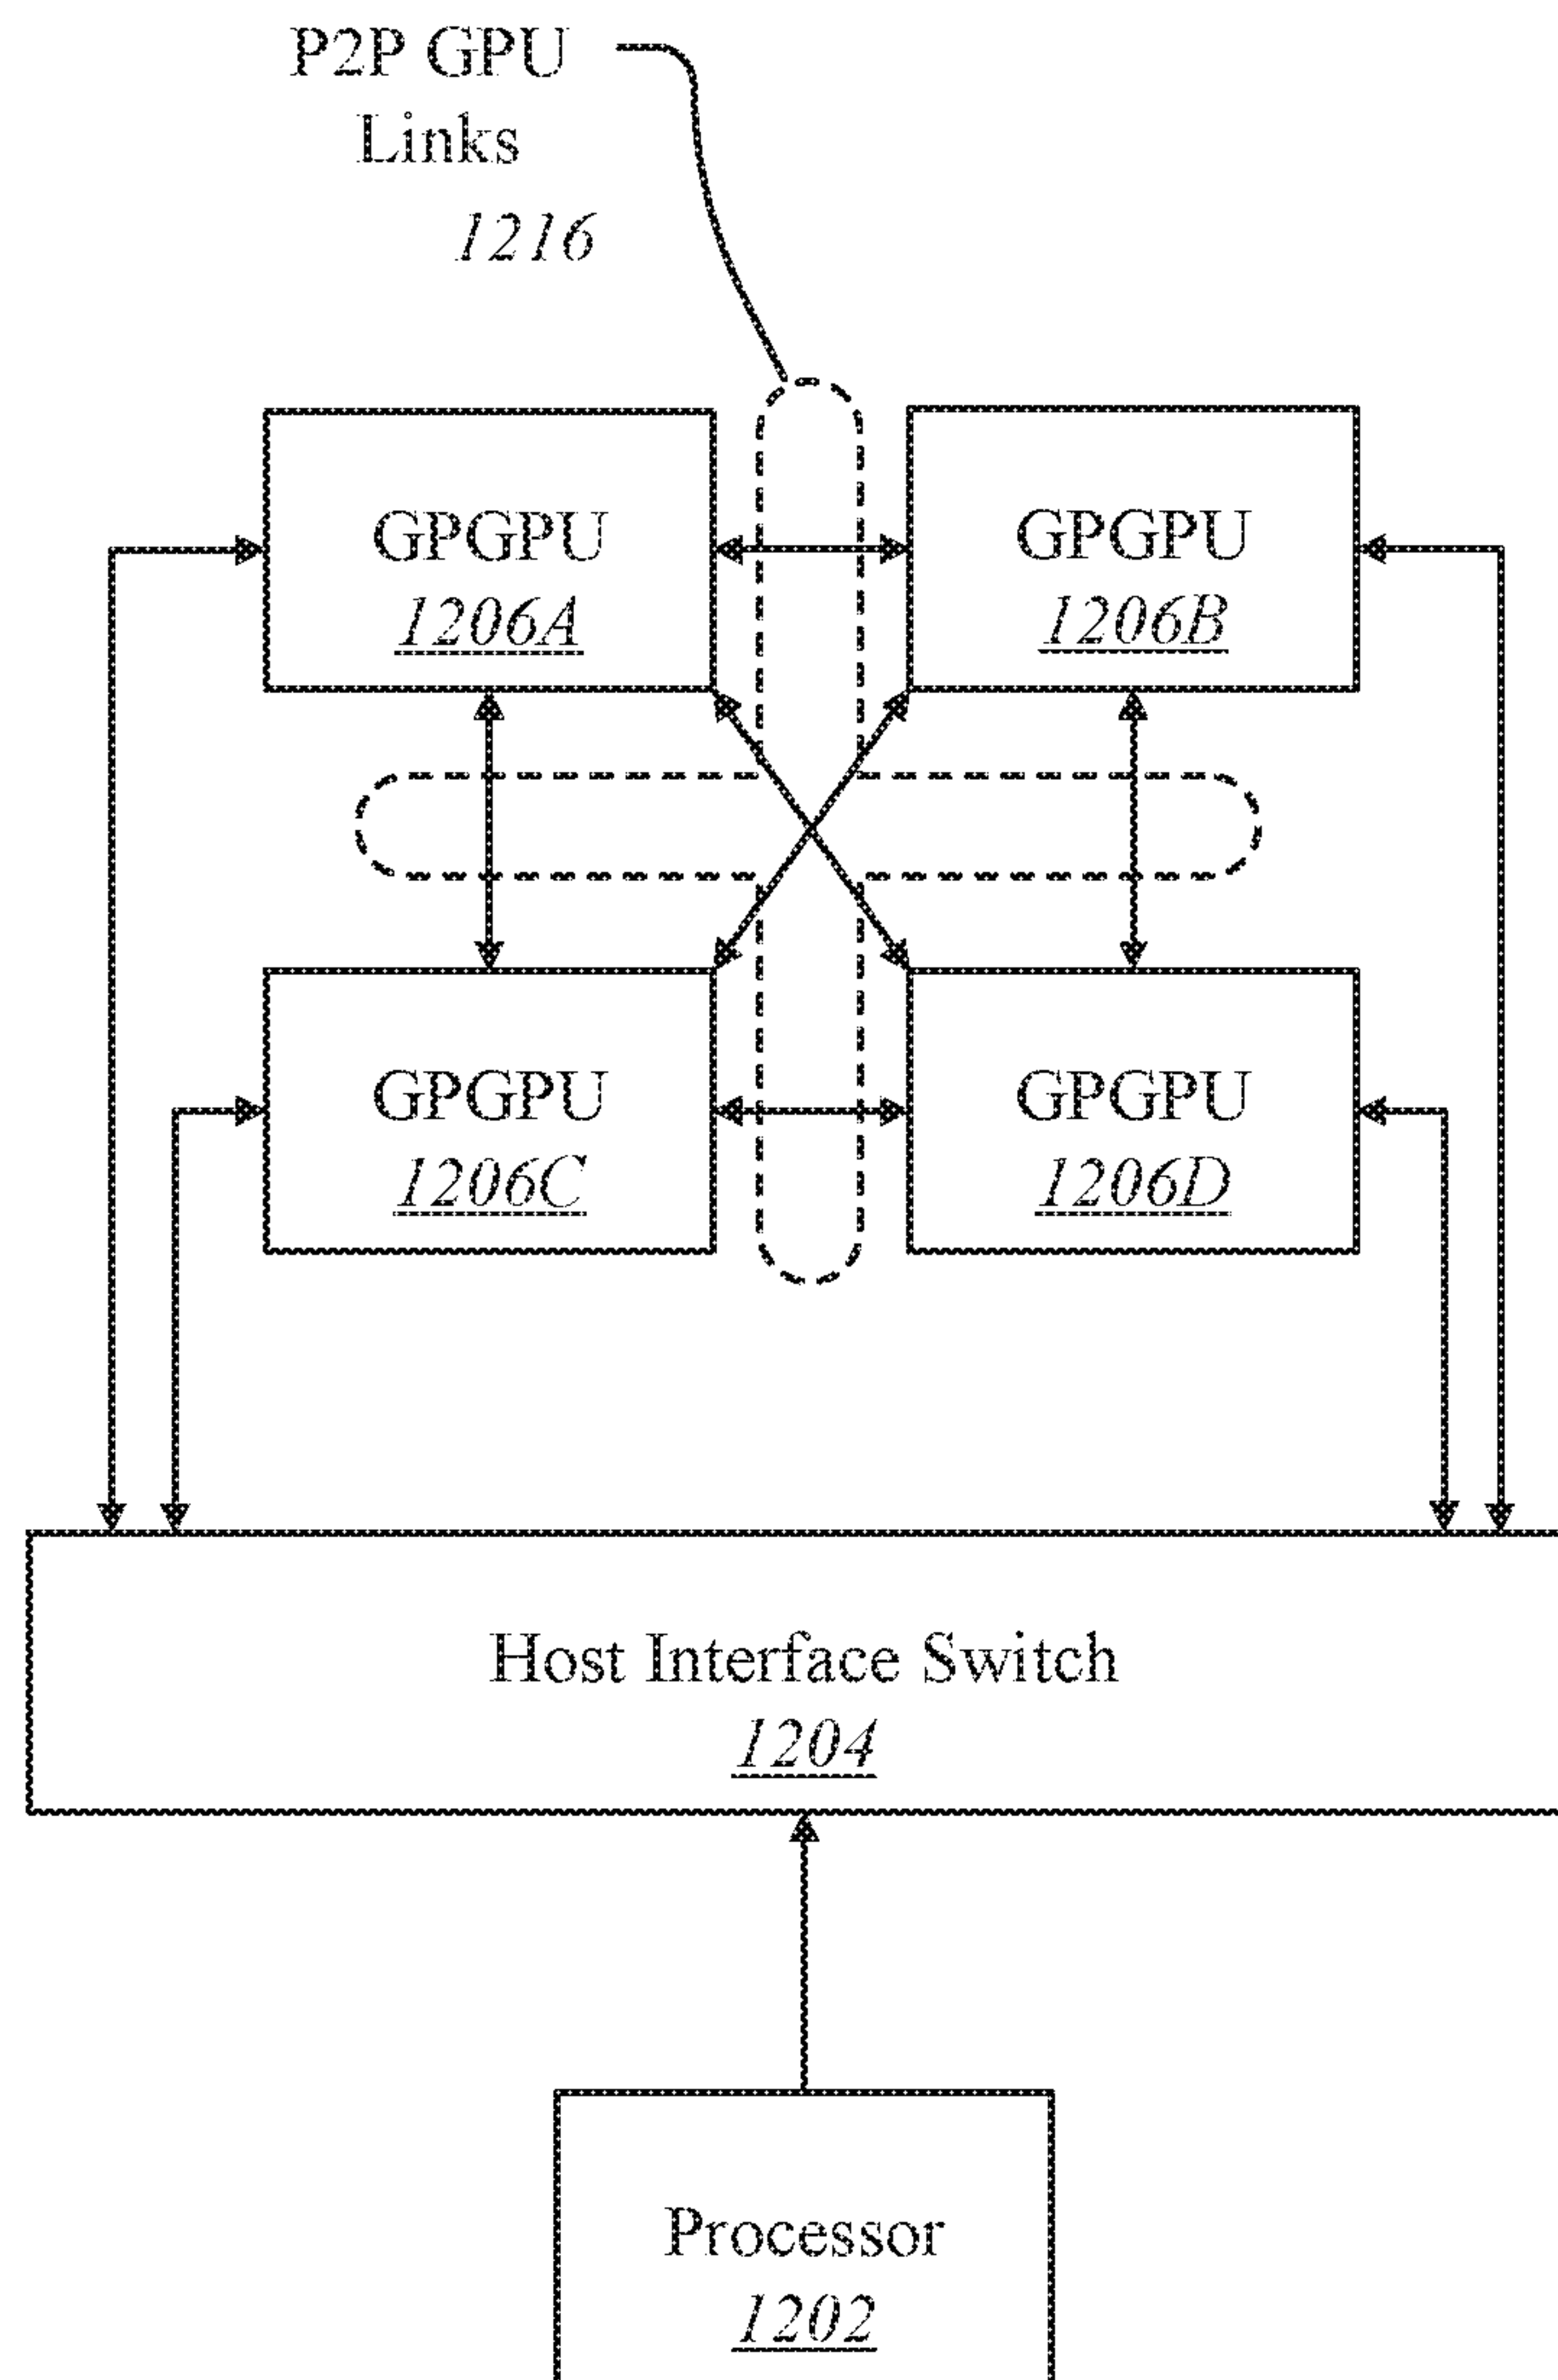 P2P GPU
Links
1216
GPGPU
1206A
GPGPU
1206B
GPGPU
1206C
GPGPU
1206D
Host Interface Switch
1204
Processor
1202